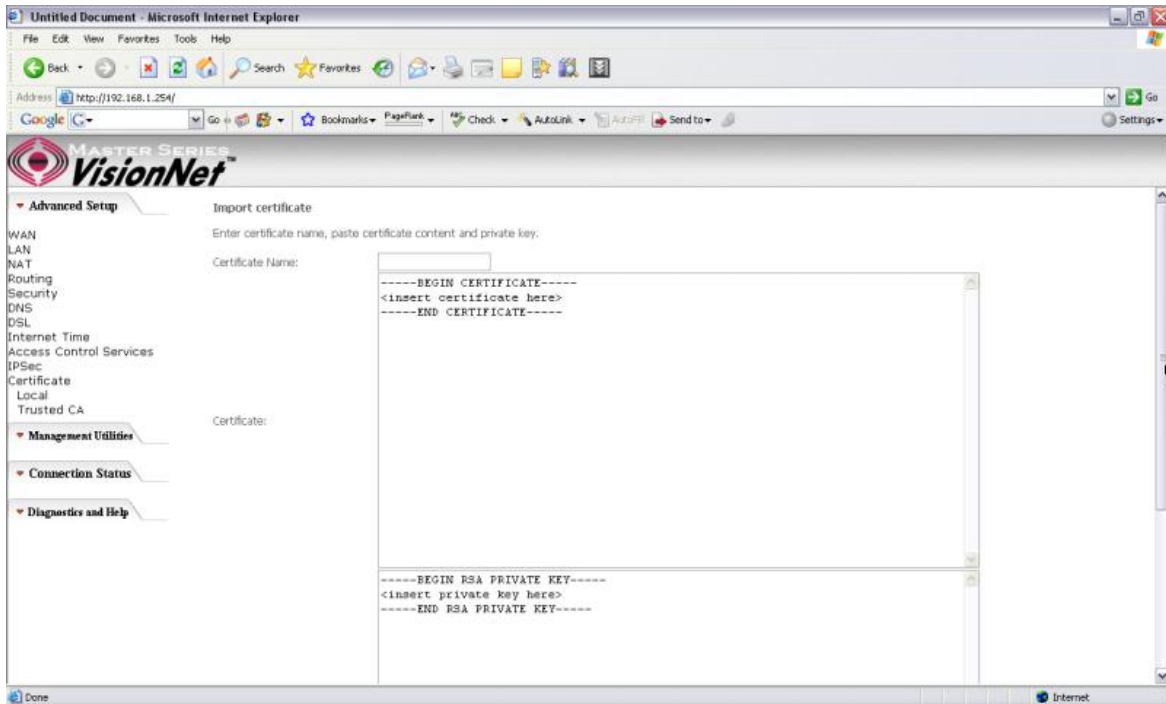 Untitled Document - Microsoft Internet Explorer
File Edit View Favorites Tools Help
Back Search Favorites
Address http://192.168.1.254/ Go
Google G Go Bookmarks PageRank Check AutoLink AutoFill Send to Settings
MASTER SERIES
VisionNet™
Advanced Setup
WAN
LAN
NAT
Routing
Security
DNS
DSL
Internet Time
Access Control Services
IPSec
Certificate
Local
Trusted CA
Management Utilities
Connection Status
Diagnostics and Help
Import certificate
Enter certificate name, paste certificate content and private key.
Certificate Name:
Certificate:
-----BEGIN CERTIFICATE-----
<insert certificate here>
-----END CERTIFICATE-----
-----BEGIN RSA PRIVATE KEY-----
<insert private key here>
-----END RSA PRIVATE KEY-----
Done Internet